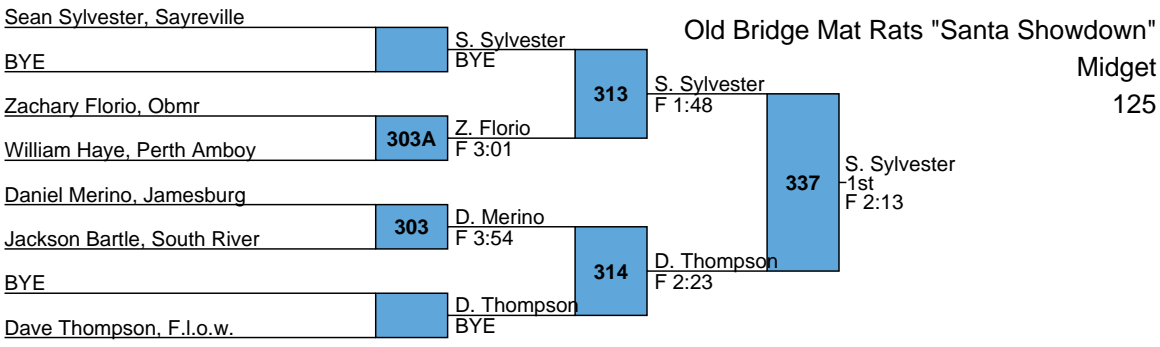 Old Bridge Mat Rats "Santa Showdown"
Midget
125
Sean Sylvester, Sayreville
BYE
Zachary Florio, Obmr
William Haye, Perth Amboy
Daniel Merino, Jamesburg
Jackson Bartle, South River
BYE
Dave Thompson, F.l.o.w.
303A
303
S. Sylvester
BYE
Z. Florio
F 3:01
D. Merino
F 3:54
D. Thompson
BYE
313
314
S. Sylvester
F 1:48
D. Thompson
F 2:23
337
S. Sylvester
1st
F 2:13